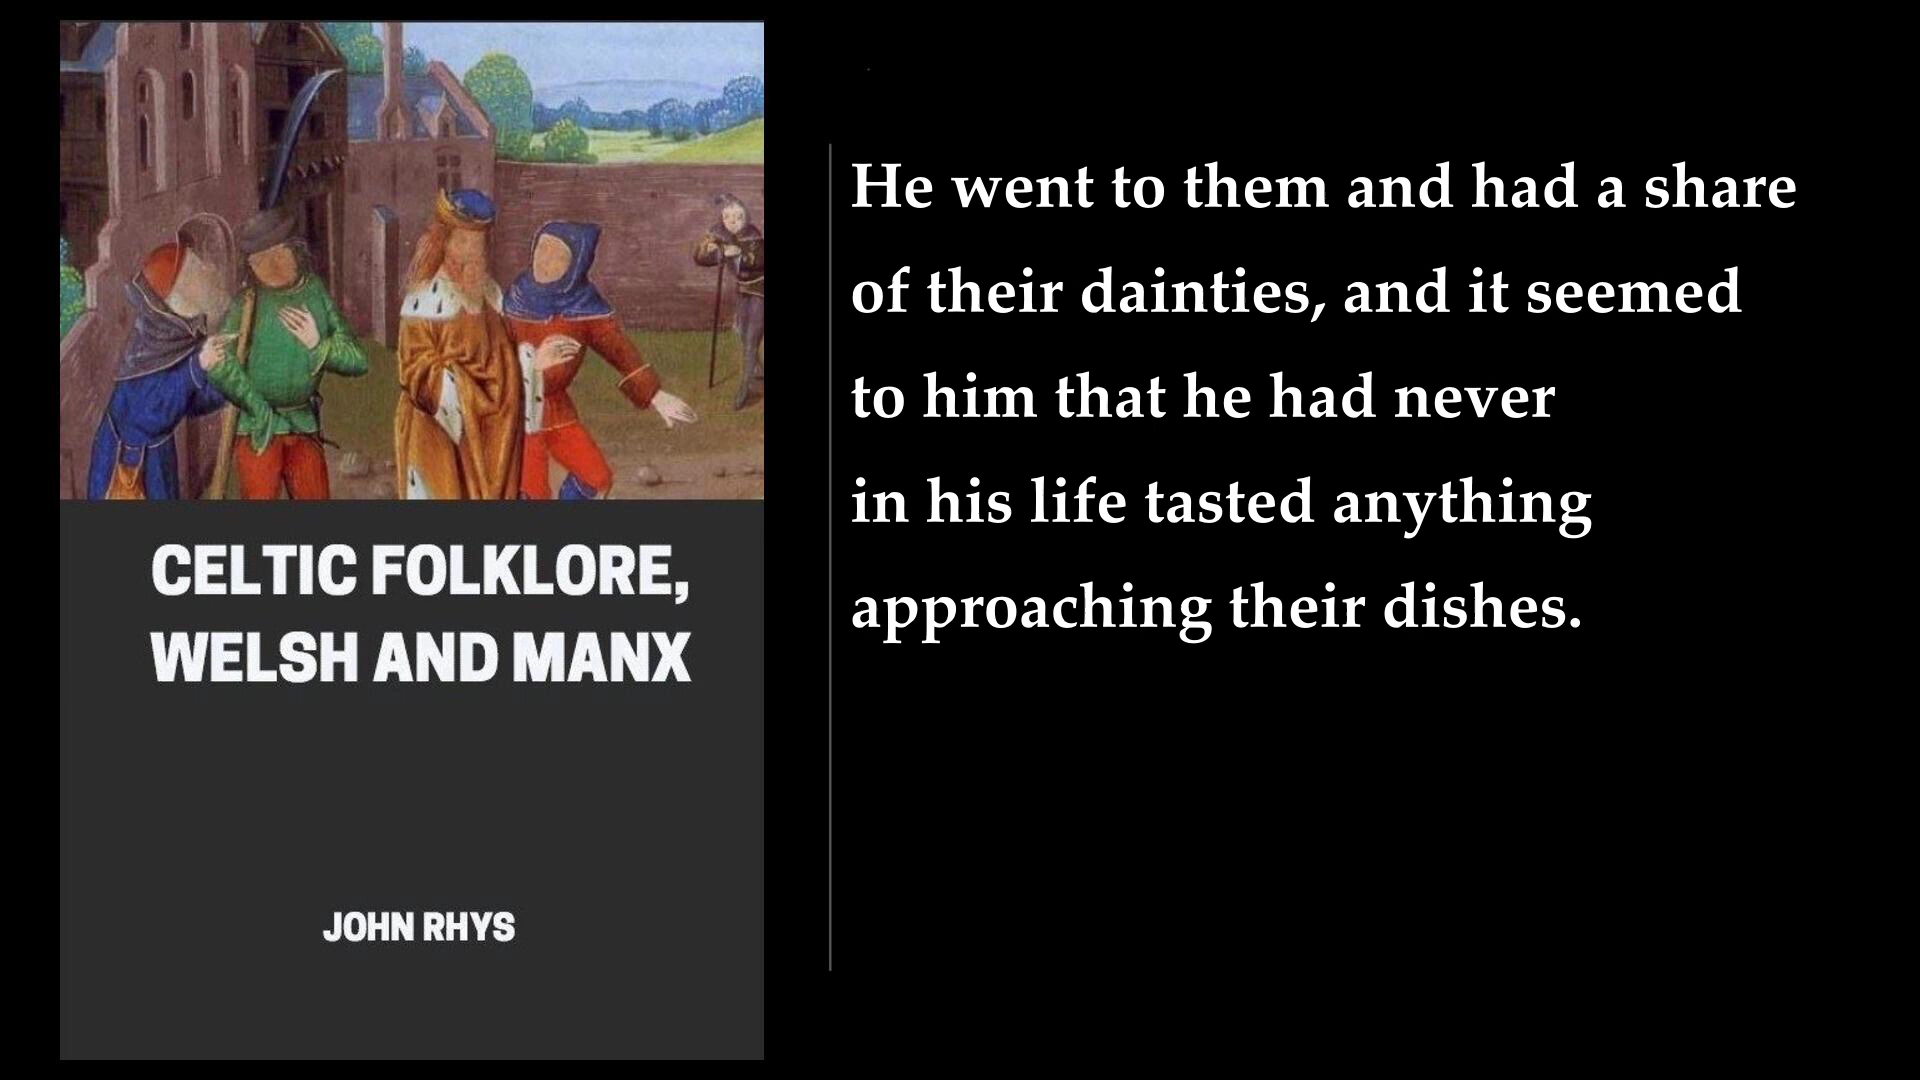 CELTIC FOLKLORE,
WELSH AND MANX
JOHN RHYS
He went to them and had a share
of their dainties, and it seemed
to him that he had never
in his life tasted anything
approaching their dishes.